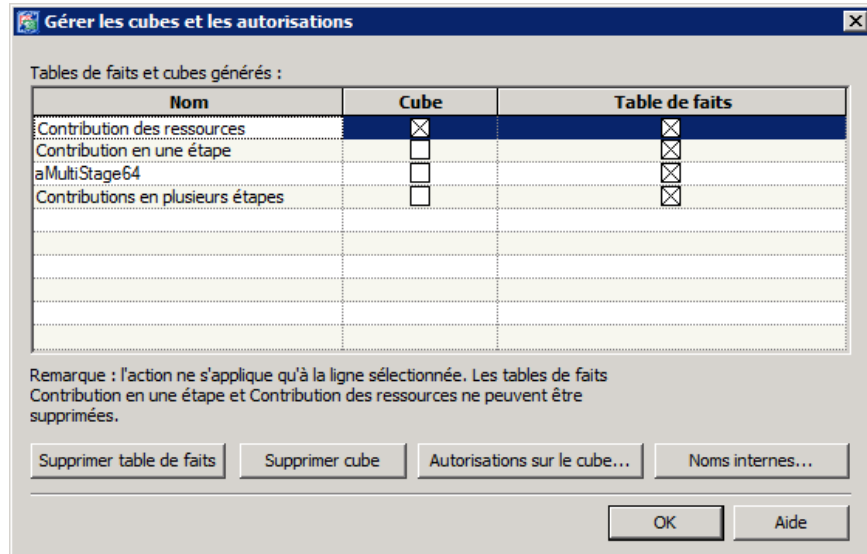 Gérer les cubes et les autorisations
Tables de faits et cubes générés :
Nom Cube Table de faits
Contribution des ressources
Contribution en une étape
aMultiStage64
Contributions en plusieurs étapes
Remarque : l'action ne s'applique qu'à la ligne sélectionnée. Les tables de faits
Contribution en une étape et Contribution des ressources ne peuvent être
supprimées.
Supprimer table de faits Supprimer cube Autorisations sur le cube... Noms internes...
OK Aide